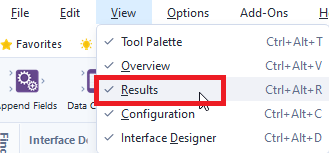 File
Edit
View
Options
Add-Ons
Favorites
Tool Palette Ctrl+Alt+T
Overview Ctrl+Alt+V
Results Ctrl+Alt+R
Configuration Ctrl+Alt+C
Interface Designer Ctrl+Alt+D
Append Fields
Data
Interface De